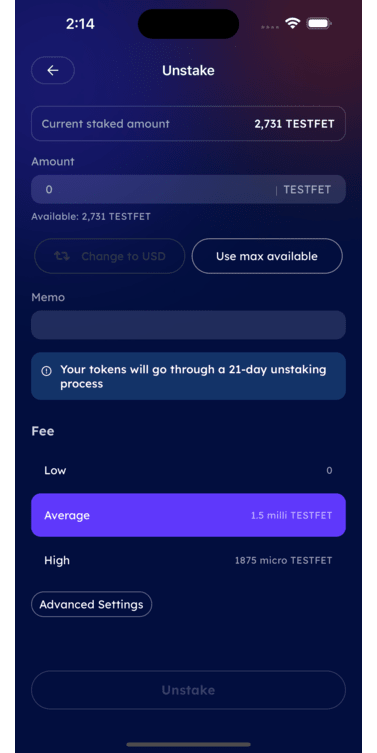 2:14
Unstake
Current staked amount 2,731 TESTFET
Amount
0 | TESTFET
Available: 2,731 TESTFET
Change to USD Use max available
Memo
Your tokens will go through a 21-day unstaking
process
Fee
Low 0
Average 1.5 milli TESTFET
High 1875 micro TESTFET
Advanced Settings
Unstake